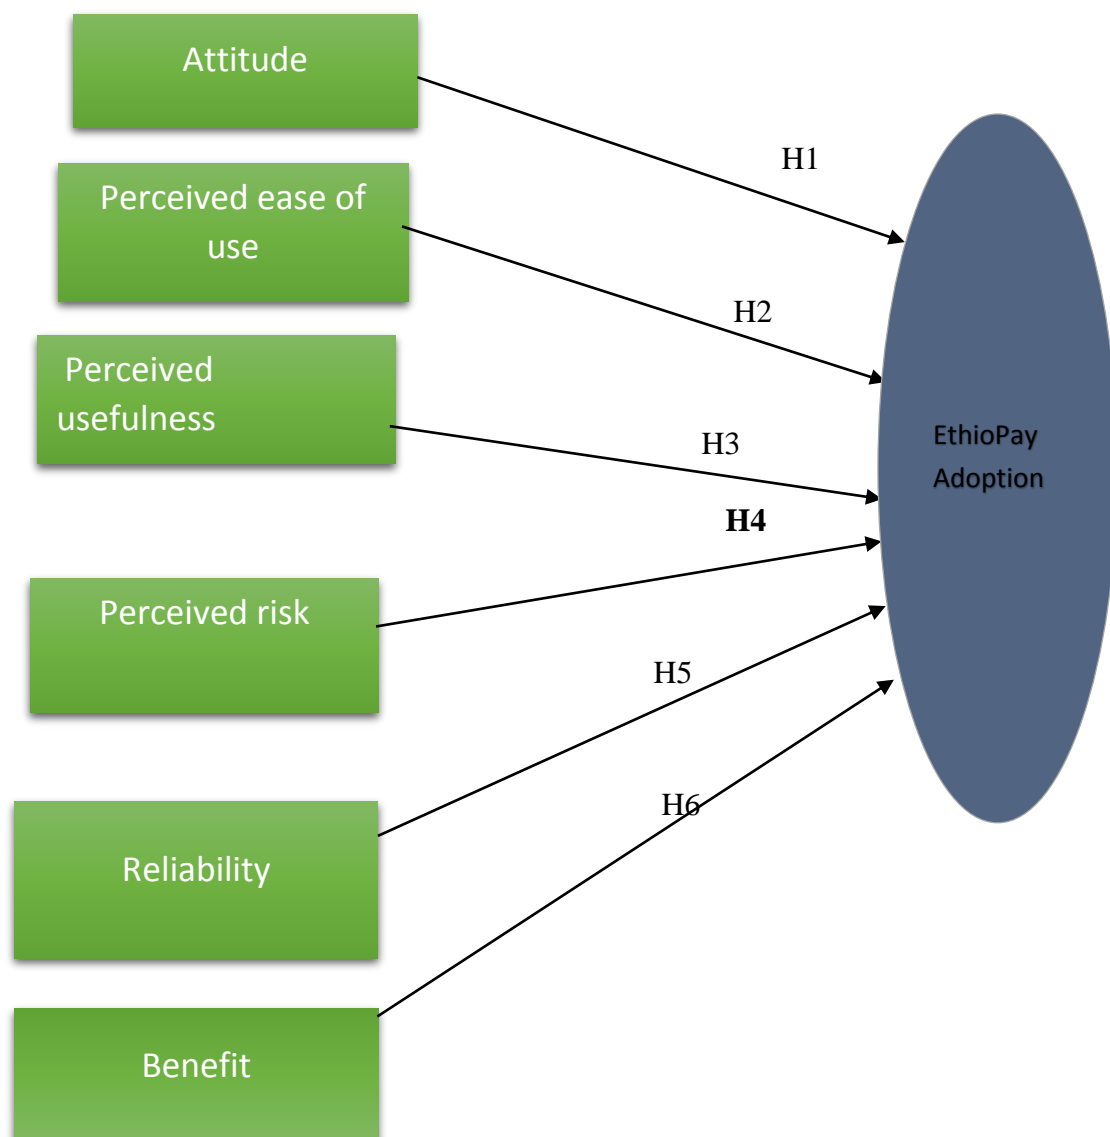 Attitude
H1
Perceived ease of
use
H2
Perceived
usefulness
H3
EthioPay
Adoption
H4
Perceived risk
H5
Reliability
H6
Benefit